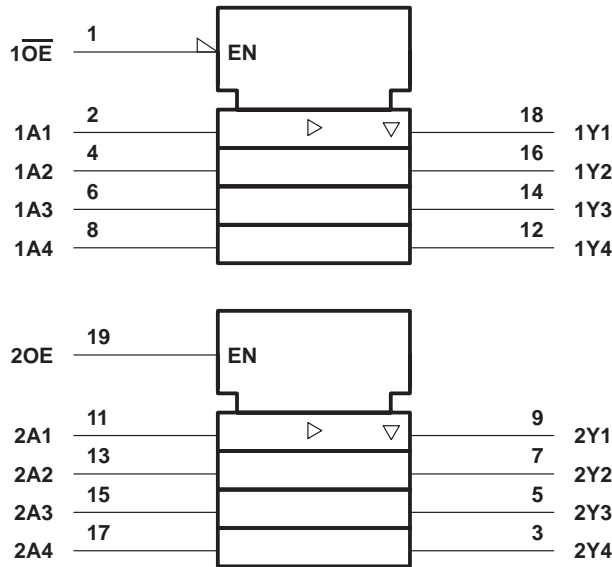 1
1OE EN
2 18
1A1 1Y1
4 16
1A2 1Y2
6 14
1A3 1Y3
8 12
1A4 1Y4
19
2OE EN
11 9
2A1 2Y1
13 7
2A2 2Y2
15 5
2A3 2Y3
17 3
2A4 2Y4